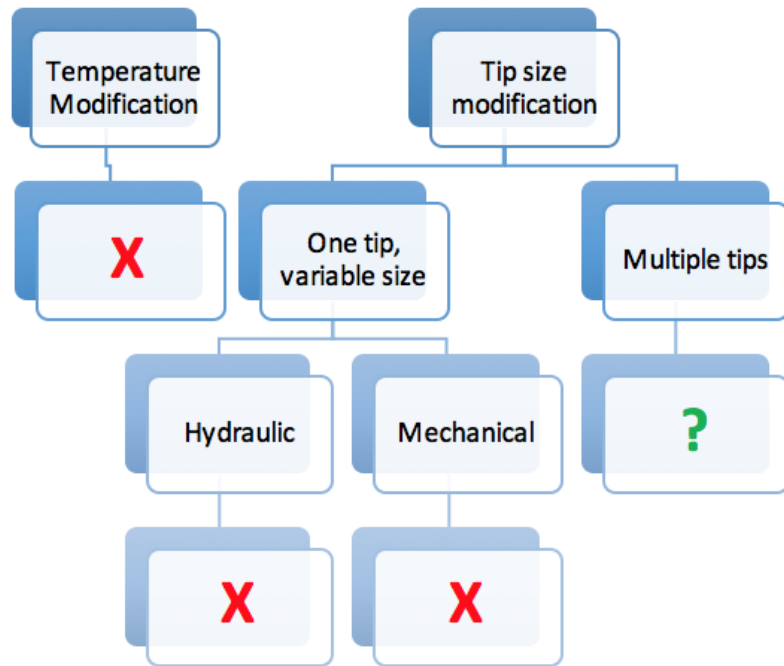 Temperature
Modification
Tip size
modification
X
One tip,
variable size
Multiple tips
Hydraulic
Mechanical
?
X
X